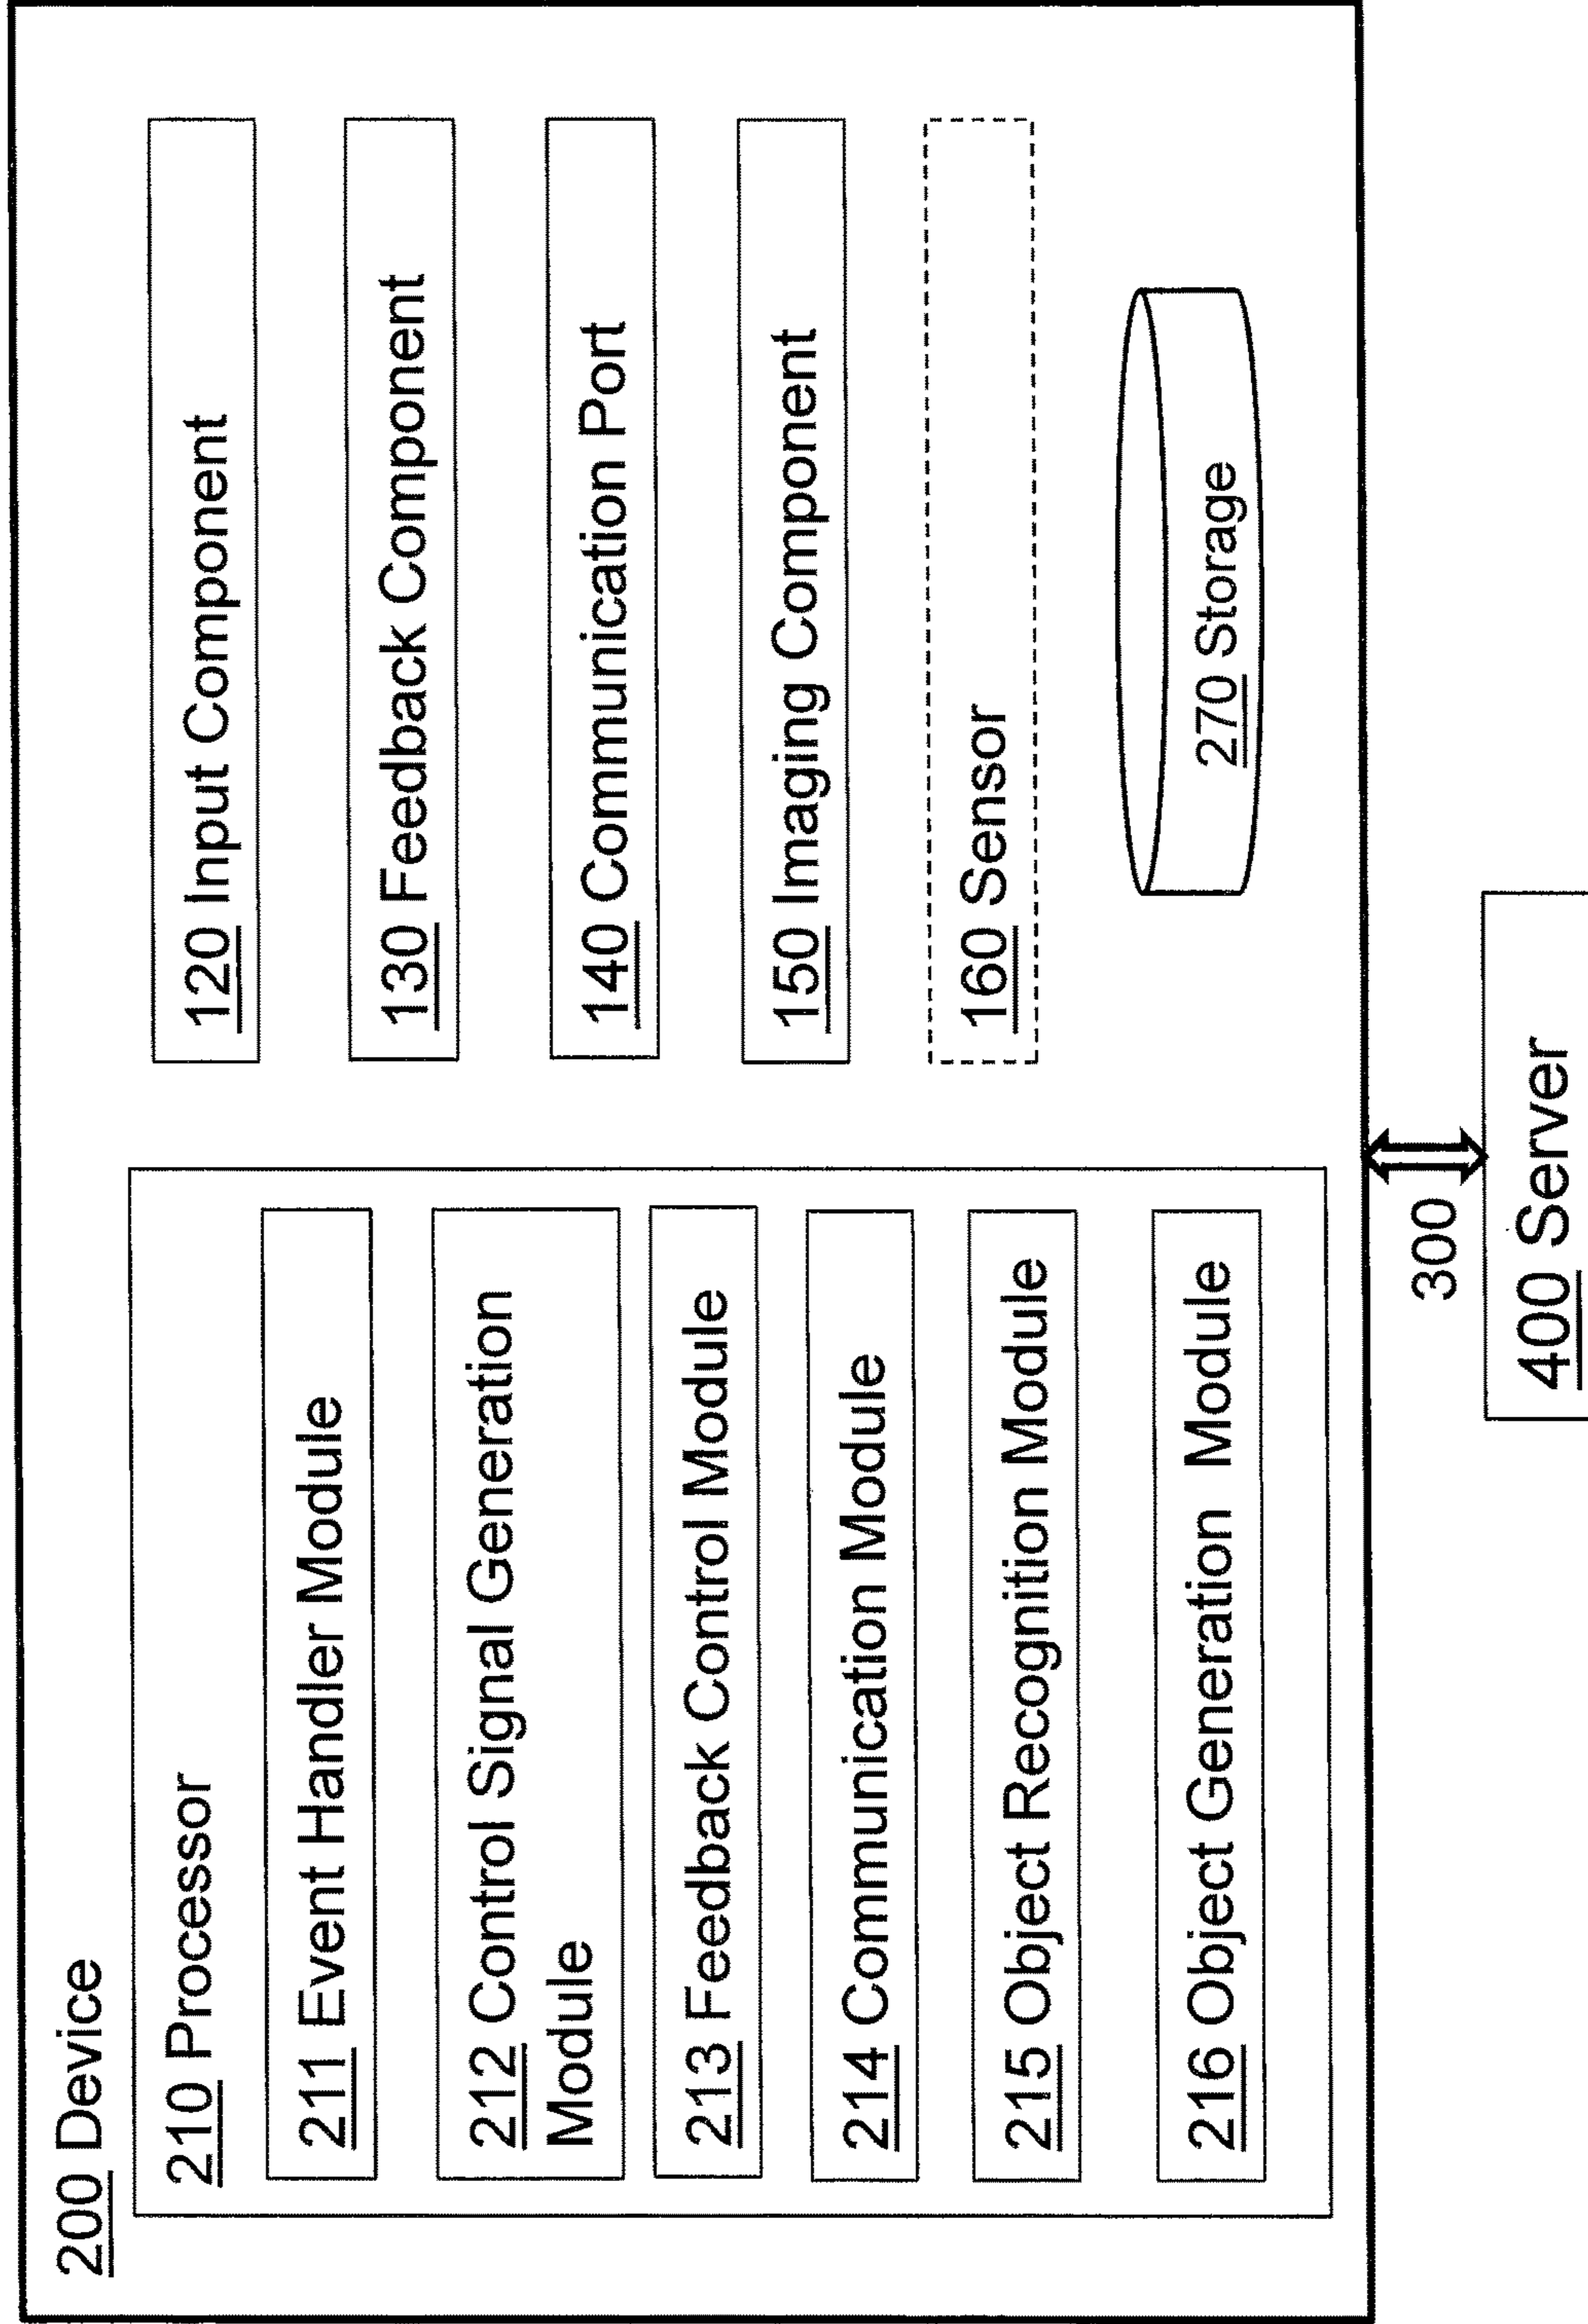 200 Device
210 Processor
211 Event Handler Module
212 Control Signal Generation
Module
213 Feedback Control Module
214 Communication Module
215 Object Recognition Module
216 Object Generation  Module
120 Input Component
130 Feedback Component
140 Communication Port
150 Imaging Component
160 Sensor
270 Storage
300
400 Server